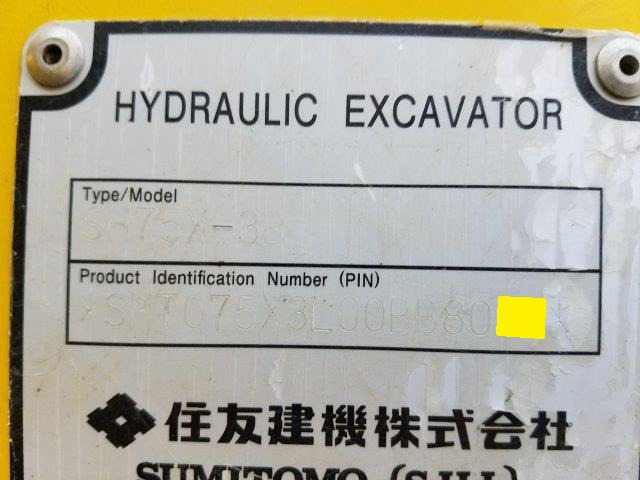 HYDRAULIC EXCAVATOR
Type/Model
SH75X-3B
Product Identification Number (PIN)
*SMT075X3L00BB80
住友建機株式会社
SUMITOMO (S.H.I.)